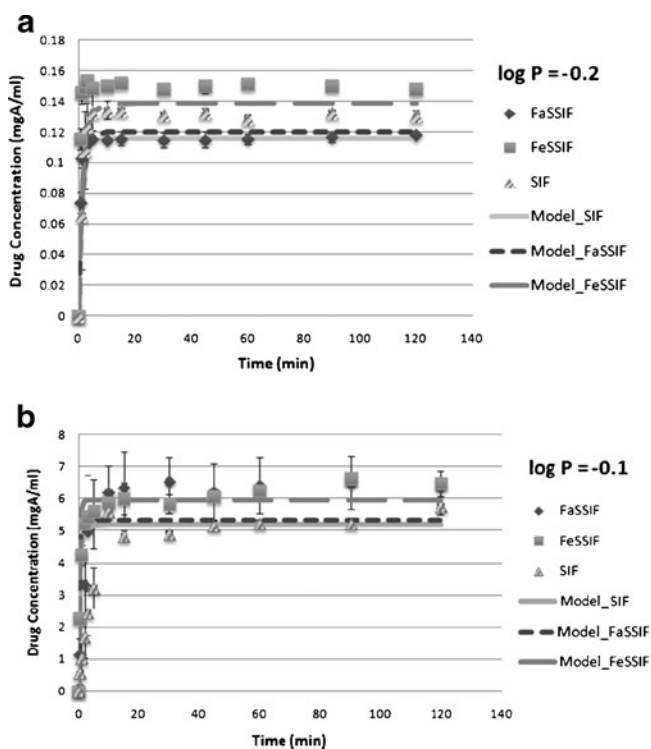 a
0.18
0.16
0.14
0.12
0.1
0.08
0.06
0.04
0.02
0
Drug Concentration (mgA/ml)
0 20 40 60 80 100 120 140
Time (min)
log P = -0.2
FaSSIF
FeSSIF
SIF
Model_SIF
Model_FaSSIF
Model_FeSSIF
b
8
7
6
5
4
3
2
1
0
Drug Concentration (mgA/ml)
0 20 40 60 80 100 120 140
Time (min)
log P = -0.1
FaSSIF
FeSSIF
SIF
Model_SIF
Model_FaSSIF
Model_FeSSIF